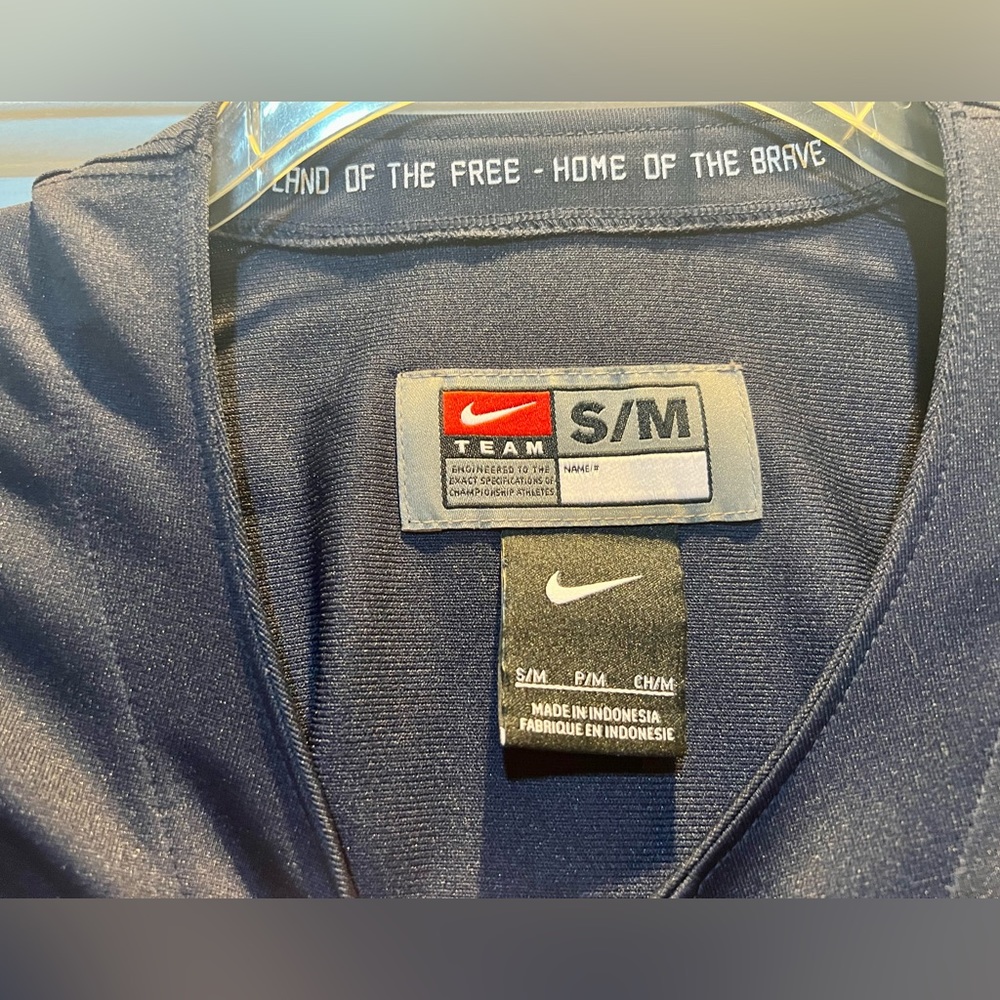 LAND OF THE FREE - HOME OF THE BRAVE
TEAM
S/M
ENGINEERED TO THE
EXACT SPECIFICATIONS OF
CHAMPIONSHIP ATHLETES
NAME/#
S/M P/M CH/M
MADE IN INDONESIA
FABRIQUE EN INDONESIE